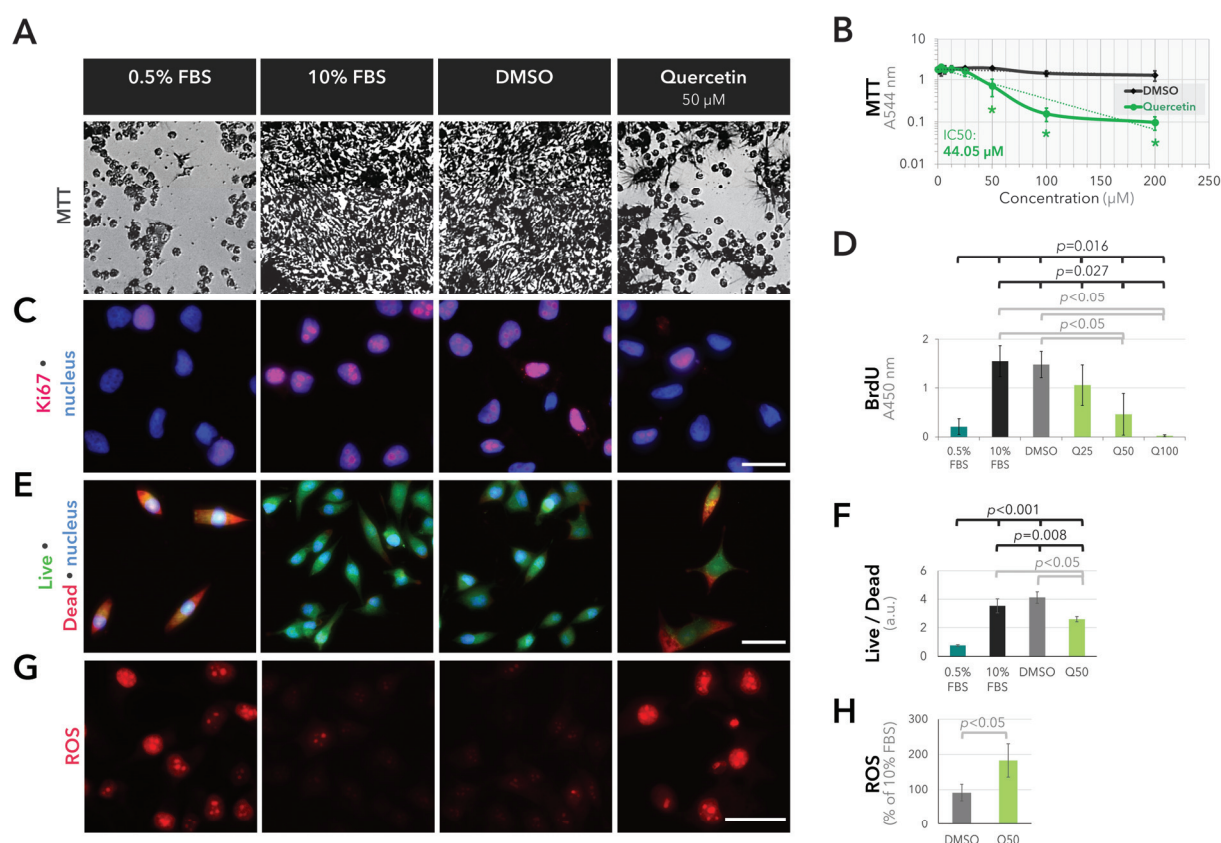 A
0.5% FBS
10% FBS
DMSO
Quercetin
50 µM
MTT
B
MTT
A544 nm
10
1
0.1
0.01
DMSO
Quercetin
*
*
*
IC50:
44.05 µM
0
50
100
150
200
250
Concentration (µM)
C
Ki67 •
nucleus
D
p=0.016
p=0.027
p<0.05
p<0.05
BrdU
A450 nm
2
1
0
0.5%
FBS
10%
FBS
DMSO
Q25
Q50
Q100
E
Live •
Dead • nucleus
F
p<0.001
p=0.008
p<0.05
Live / Dead
(a.u.)
6
4
2
0
0.5%
FBS
10%
FBS
DMSO
Q50
G
ROS
H
p<0.05
ROS
(% of 10% FBS)
300
200
100
0
DMSO
Q50